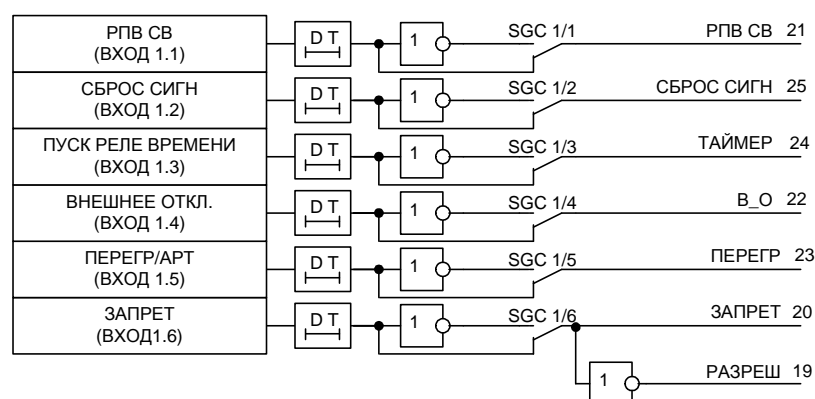 РПВ СВ
(ВХОД 1.1)
D T
1
SGC 1/1
РПВ СВ 21
СБРОС СИГН
(ВХОД 1.2)
D T
1
SGC 1/2
СБРОС СИГН 25
ПУСК РЕЛЕ ВРЕМЕНИ
(ВХОД 1.3)
D T
1
SGC 1/3
ТАЙМЕР 24
ВНЕШНЕЕ ОТКЛ.
(ВХОД 1.4)
D T
1
SGC 1/4
В_О 22
ПЕРЕГР/АРТ
(ВХОД 1.5)
D T
1
SGC 1/5
ПЕРЕГР 23
ЗАПРЕТ
(ВХОД1.6)
D T
1
SGC 1/6
ЗАПРЕТ 20
1
РАЗРЕШ 19